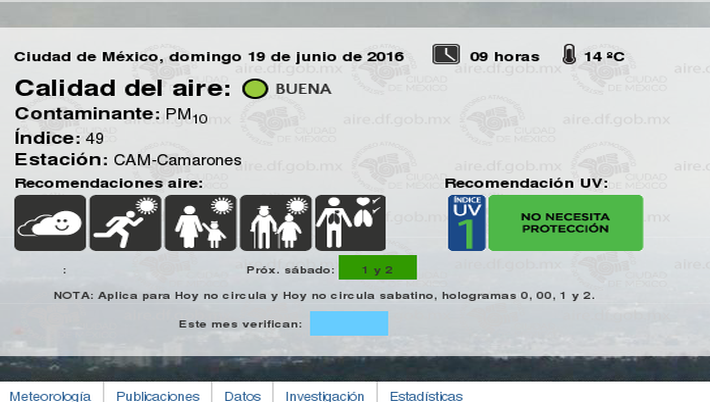 Ciudad de México, domingo 19 de junio de 2016 09 horas 14 ºC
Calidad del aire: BUENA
Contaminante: PM10
Índice: 49
Estación: CAM-Camarones
Recomendaciones aire: Recomendación UV:
ÍNDICE
UV
1
NO NECESITA
PROTECCIÓN
: Próx. sábado: 1 y 2
NOTA: Aplica para Hoy no circula y Hoy no circula sabatino, hologramas 0, 00, 1 y 2.
Este mes verifican:
Meteorología Publicaciones Datos Investigación Estadísticas
aire.df.gob.mx
CIUDAD
DE MÉXICO